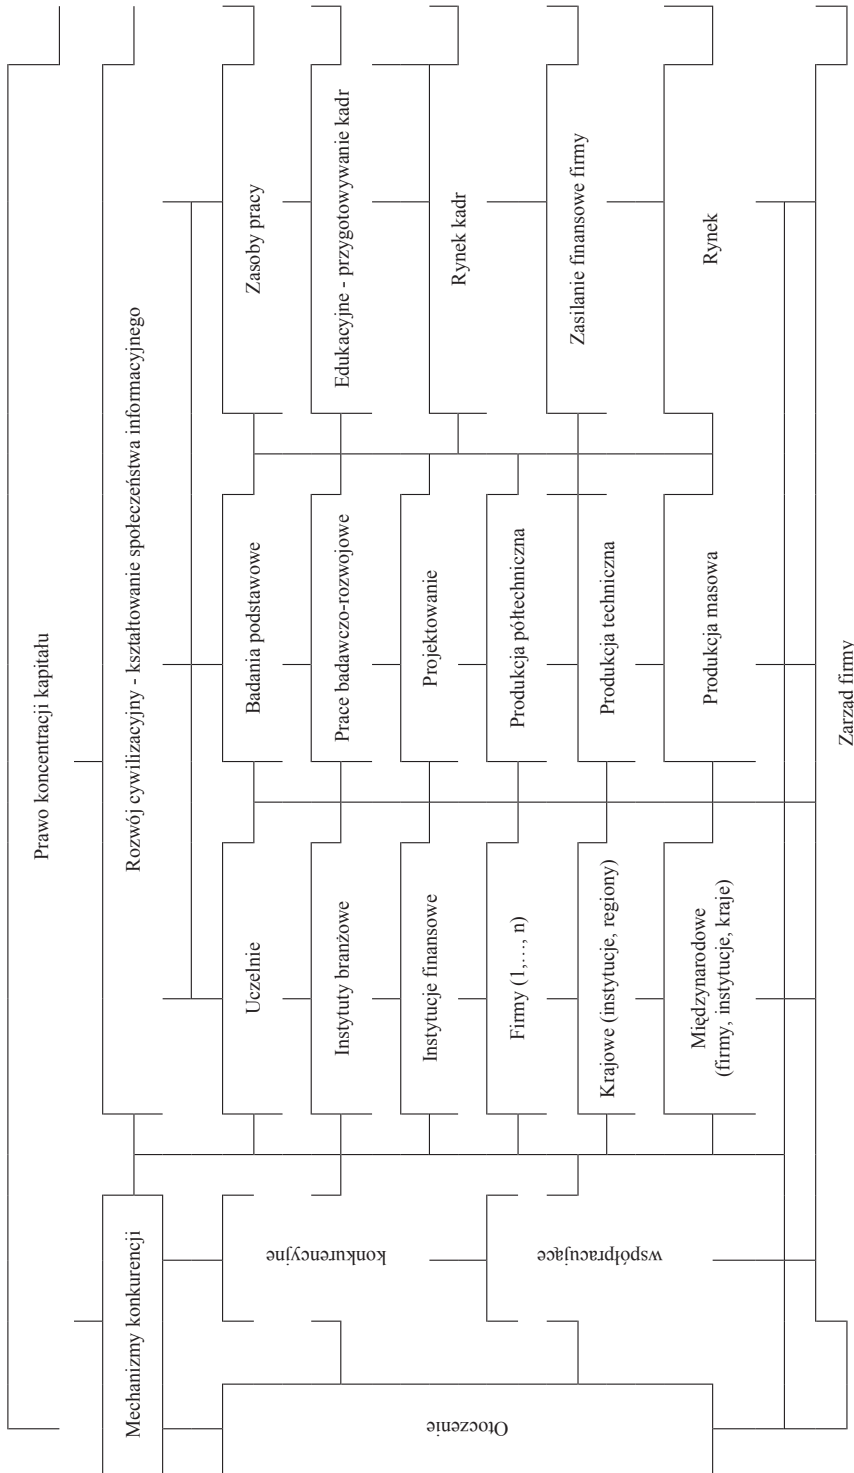 Prawo koncentracji kapitału
Mechanizmy konkurencji
Rozwój cywilizacyjny - kształtowanie społeczeństwa informacyjnego
Otoczenie
konkurencyjne
współpracujące
Uczelnie
Instytuty branżowe
Instytucje finansowe
Firmy (1,…, n)
Krajowe (instytucje, regiony)
Międzynarodowe
(firmy, instytucje, kraje)
Badania podstawowe
Prace badawczo-rozwojowe
Projektowanie
Produkcja półtechniczna
Produkcja techniczna
Produkcja masowa
Zasoby pracy
Edukacyjne - przygotowywanie kadr
Rynek kadr
Zasilanie finansowe firmy
Rynek
Zarzad firmy